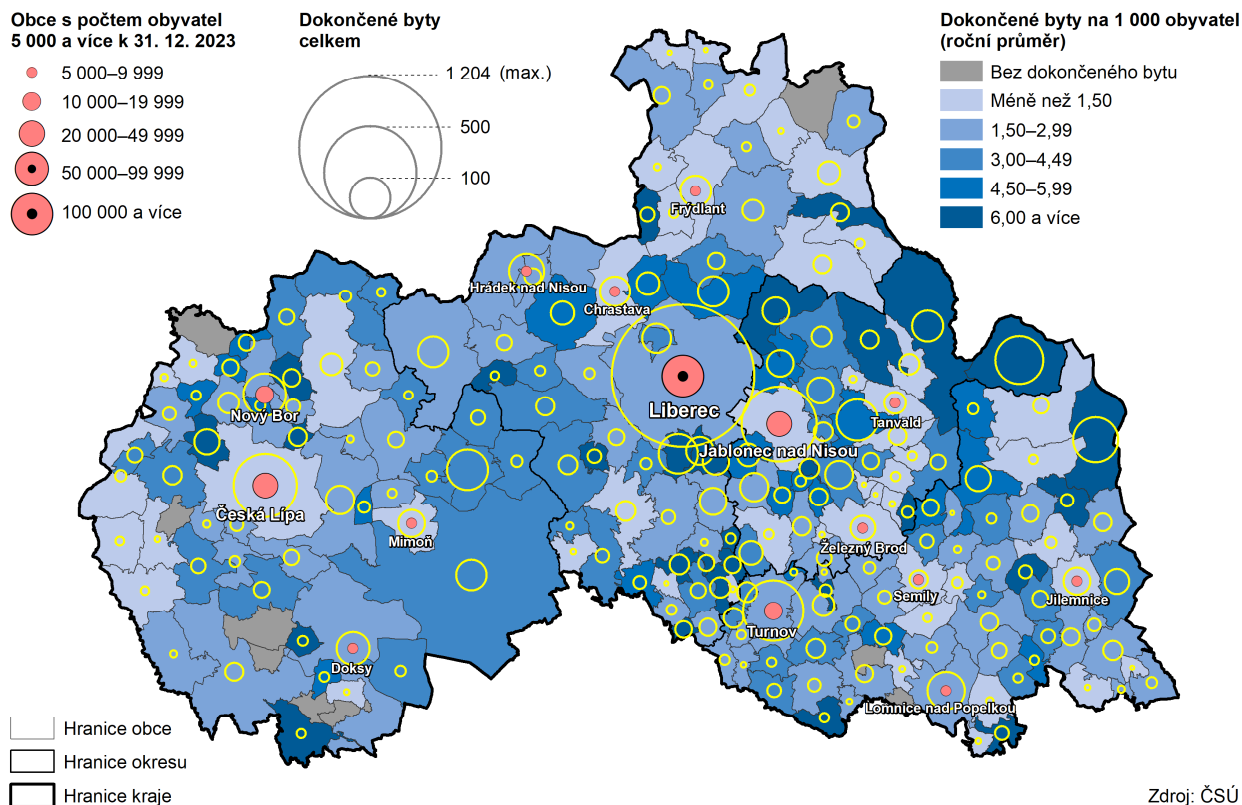 Obce s počtem obyvatel
5 000 a více k 31. 12. 2023
5 000–9 999
10 000–19 999
20 000–49 999
50 000–99 999
100 000 a více
Dokončené byty
celkem
1 204 (max.)
500
100
Dokončené byty na 1 000 obyvatel
(roční průměr)
Bez dokončeného bytu
Méně než 1,50
1,50–2,99
3,00–4,49
4,50–5,99
6,00 a více
Frýdlant
Hrádek nad Nisou
Chrastava
Liberec
Nový Bor
Tanvald
Jablonec nad Nisou
Česká Lípa
Mimoň
Železný Brod
Semily
Jilemnice
Turnov
Doksy
Lomnice nad Popelkou
Hranice obce
Hranice okresu
Hranice kraje
Zdroj: ČSÚ